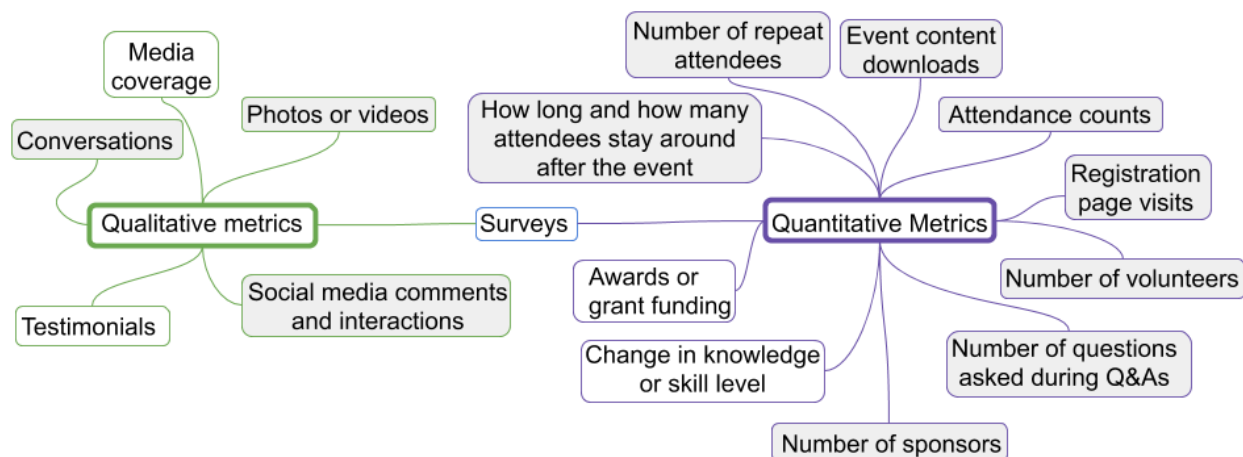 Media
coverage
Photos or videos
Conversations
Qualitative metrics
Testimonials
Social media comments
and interactions
Surveys
Number of repeat
attendees
Event content
downloads
How long and how many
attendees stay around
after the event
Attendance counts
Registration
page visits
Quantitative Metrics
Number of volunteers
Awards or
grant funding
Change in knowledge
or skill level
Number of questions
asked during Q&As
Number of sponsors